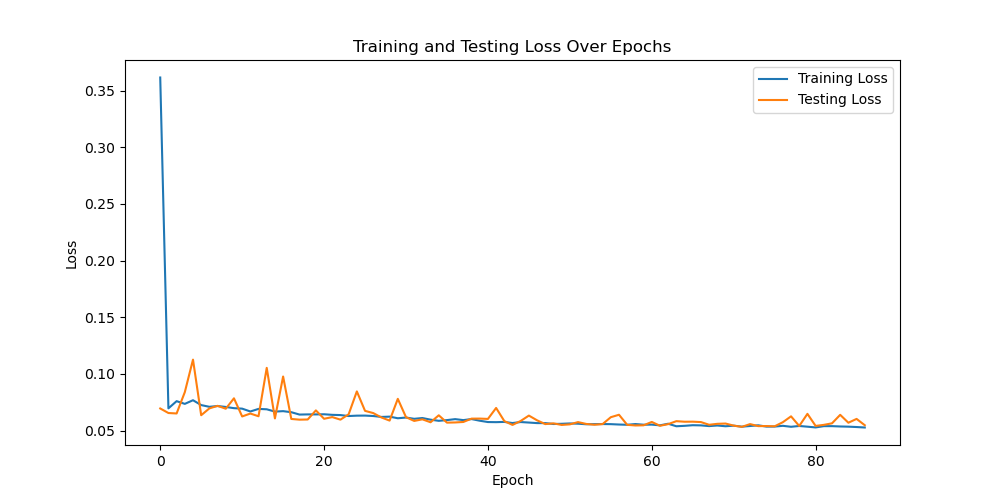 Training and Testing Loss Over Epochs
Training Loss
Testing Loss
0.35
0.30
0.25
0.20
0.15
0.10
0.05
Loss
0 20 40 60 80
Epoch